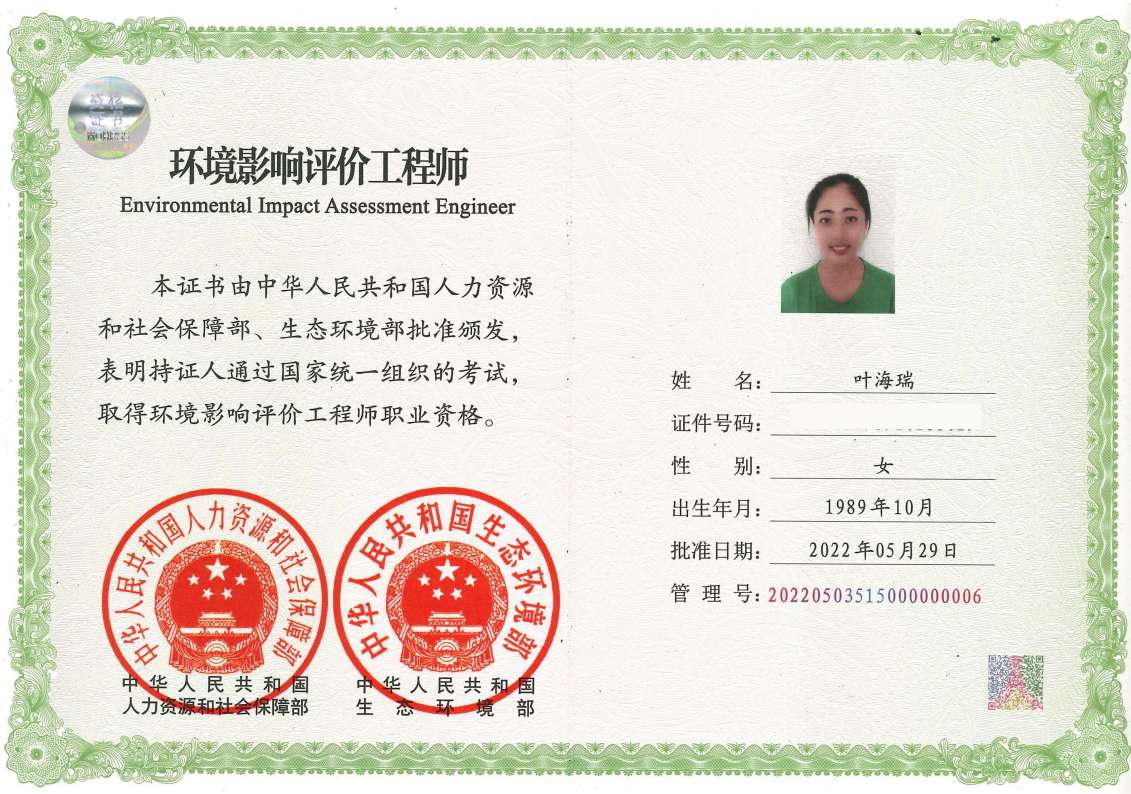 环境影响评价工程师
Environmental Impact Assessment Engineer
本证书由中华人民共和国人力资源
和社会保障部、生态环境部批准颁发，
表明持证人通过国家统一组织的考试，
取得环境影响评价工程师职业资格。
中华人民共和国人力资源和社会保障部
中华人民共和国生态环境部
中华人民共和国
人力资源和社会保障部
中华人民共和国
生态环境部
姓名：叶海瑞
证件号码：
性别：女
出生年月：1989年10月
批准日期：2022年05月29日
管理号：20220503515000000006